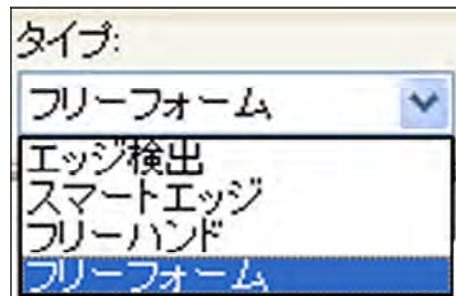 タイプ:
フリーフォーム
エッジ検出
スマートエッジ
フリーハンド
フリーフォーム